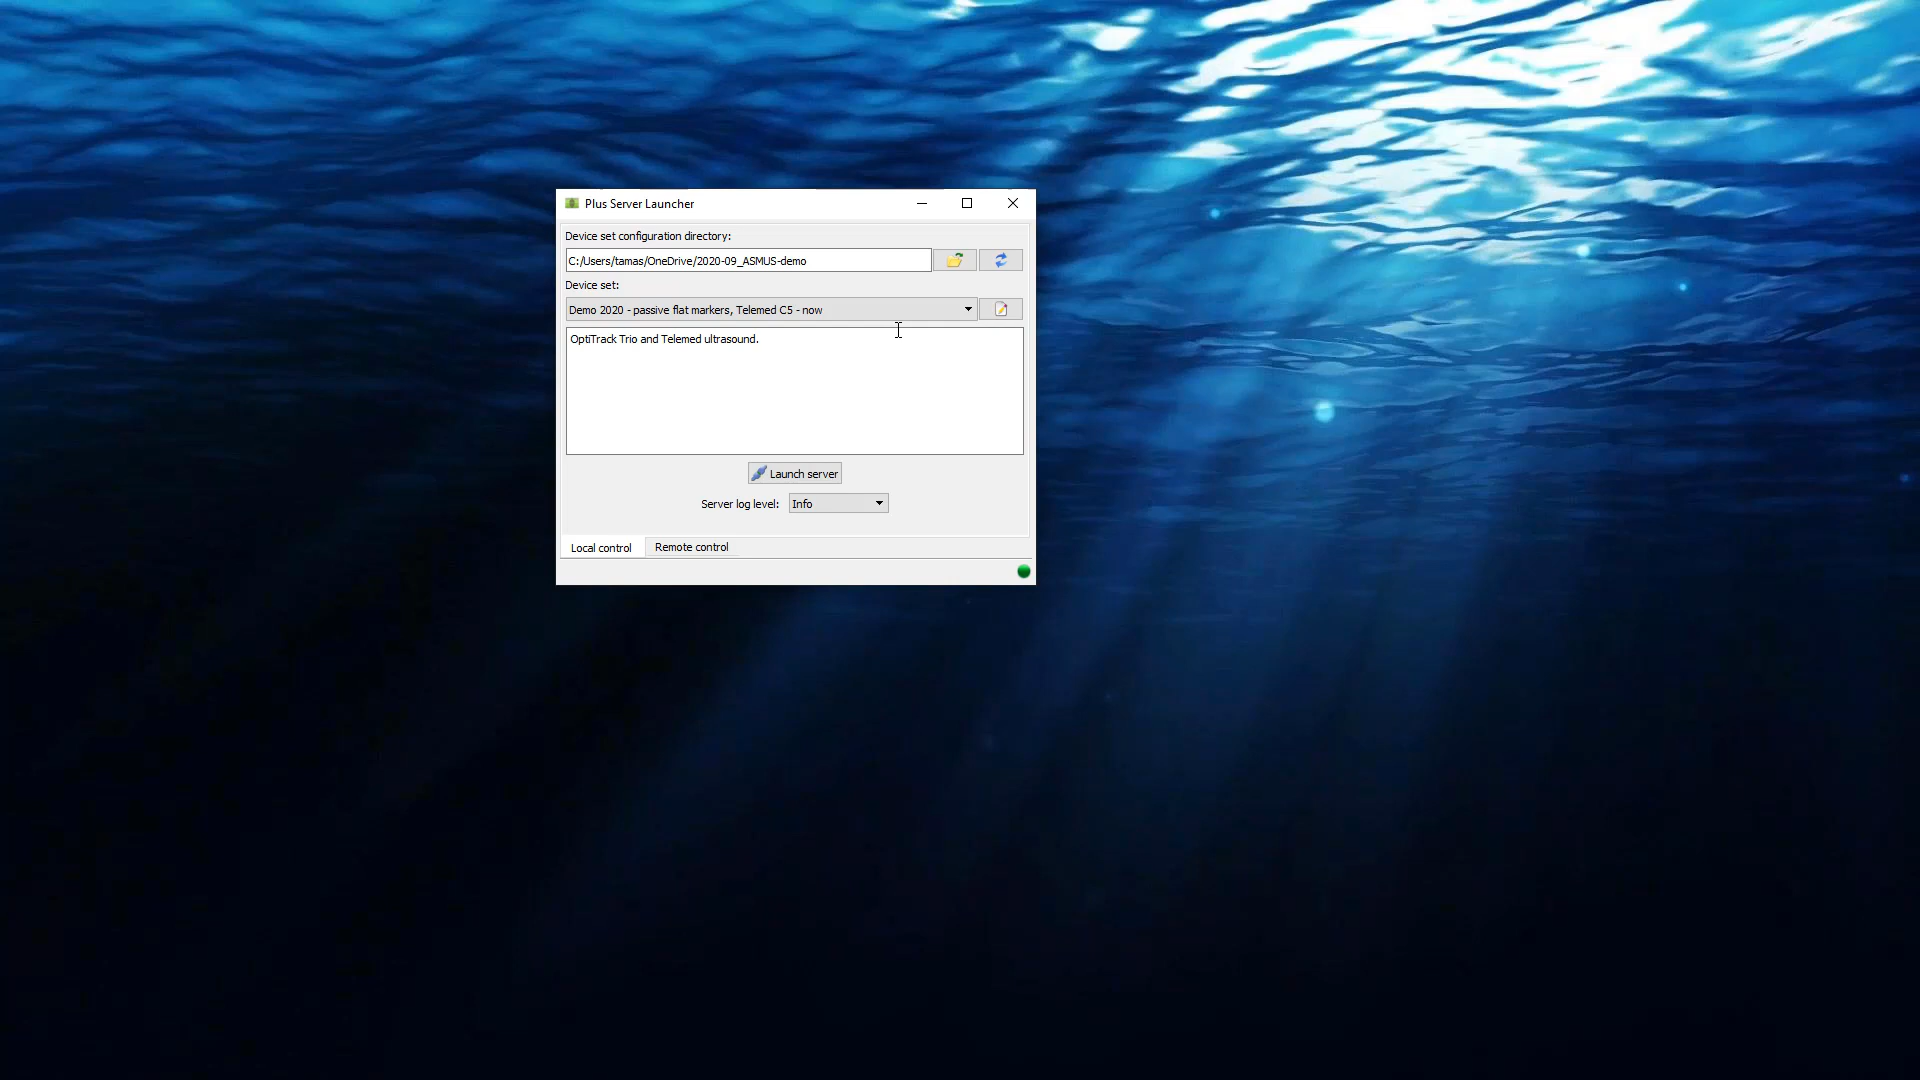 Plus Server Launcher
Device set configuration directory:
C:/Users/tamas/OneDrive/2020-09_ASMUS-demo
Device set:
Demo 2020 - passive flat markers, Telemed C5 - now
OptiTrack Trio and Telemed ultrasound.
Launch server
Server log level: Info
Local control Remote control